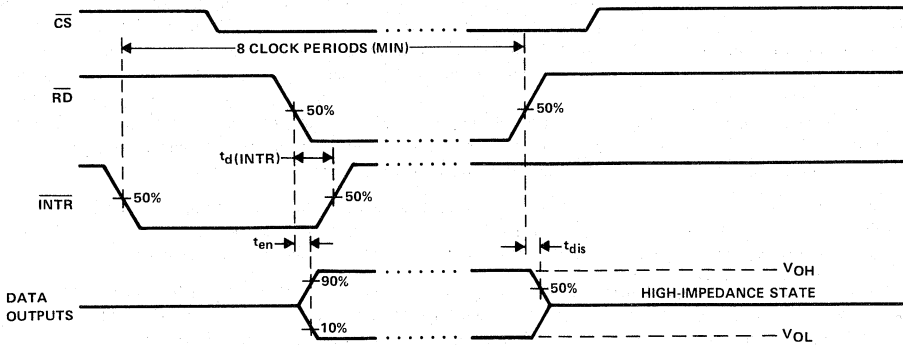 CS
8 CLOCK PERIODS (MIN)
RD
50%
50%
td(INTR)
INTR
50%
50%
ten
tdis
VOH
90%
50%
HIGH-IMPEDANCE STATE
DATA
OUTPUTS
10%
VOL